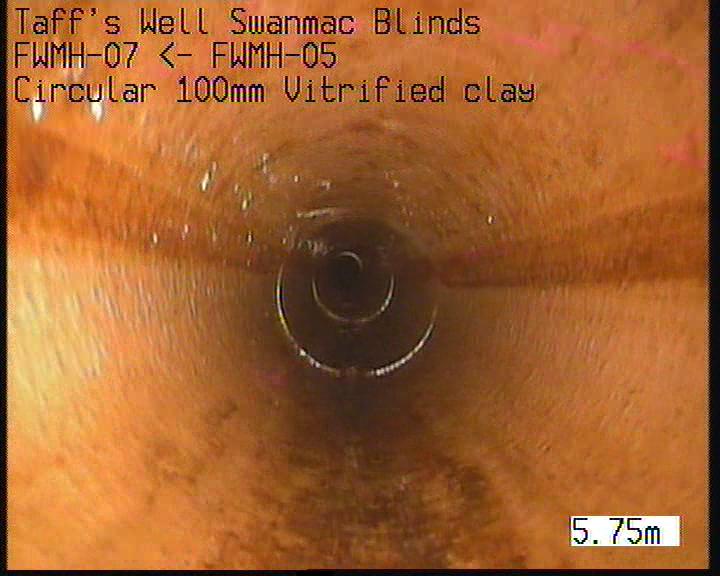 Taff's Well Swanmac Blinds
FWMH-07 <- FWMH-05
Circular 100mm Vitrified clay
5.75m